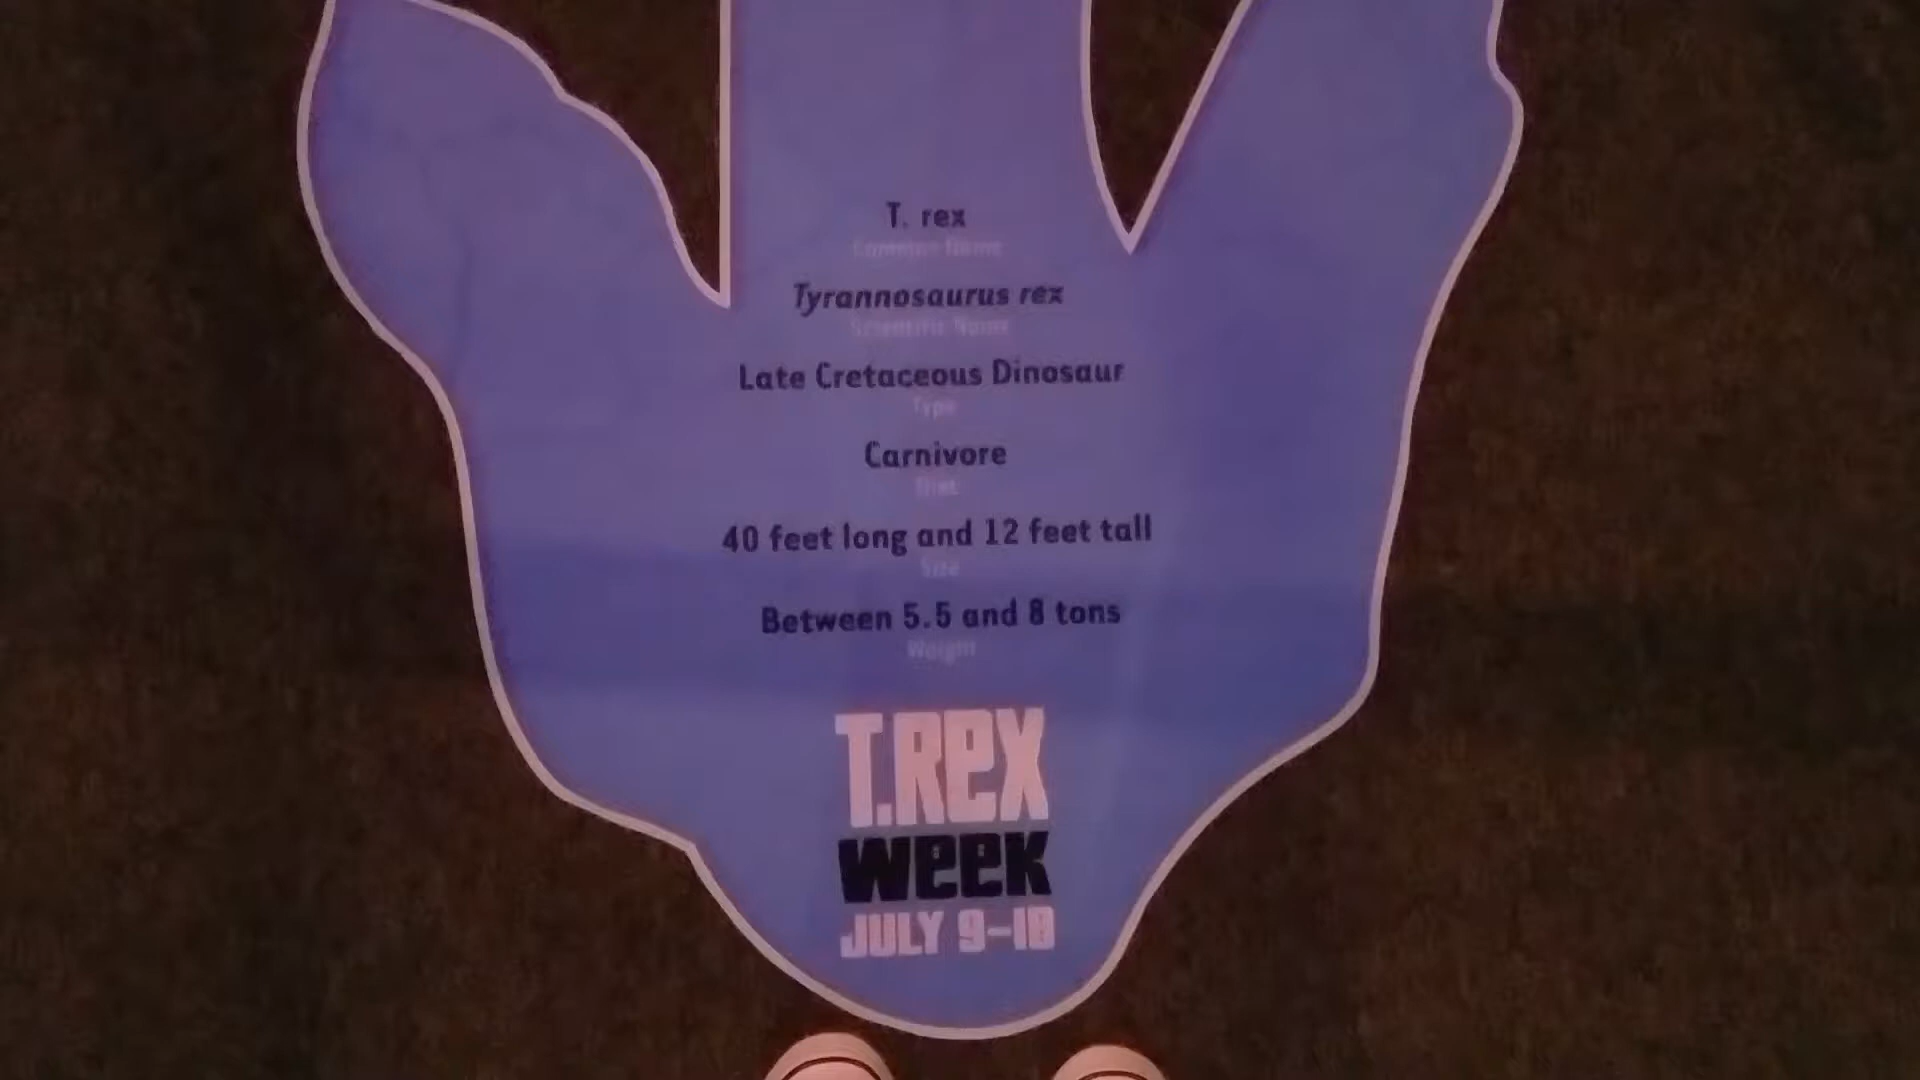 T. rex
Common Name
Tyrannosaurus rex
Scientific Name
Late Cretaceous Dinosaur
Type
Carnivore
Diet
40 feet long and 12 feet tall
Size
Between 5.5 and 8 tons
Weight
T.REX
WEEK
JULY 9-18